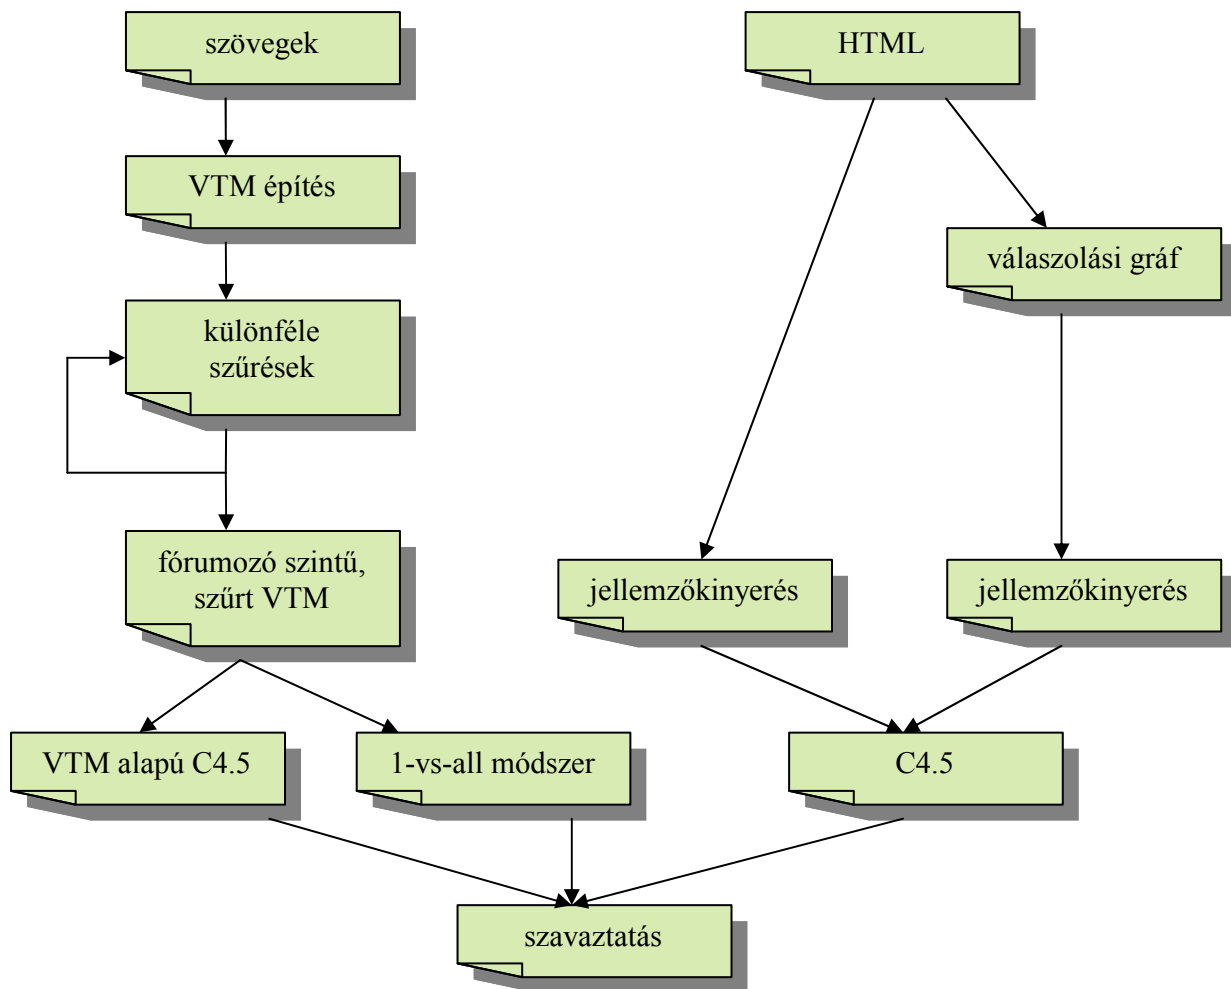 szövegek
HTML
VTM építés
válaszolási gráf
különféle
szűrések
fórumozó szintű,
szűrt VTM
jellemzőkinyerés
jellemzőkinyerés
VTM alapú C4.5
1-vs-all módszer
C4.5
szavaztatás